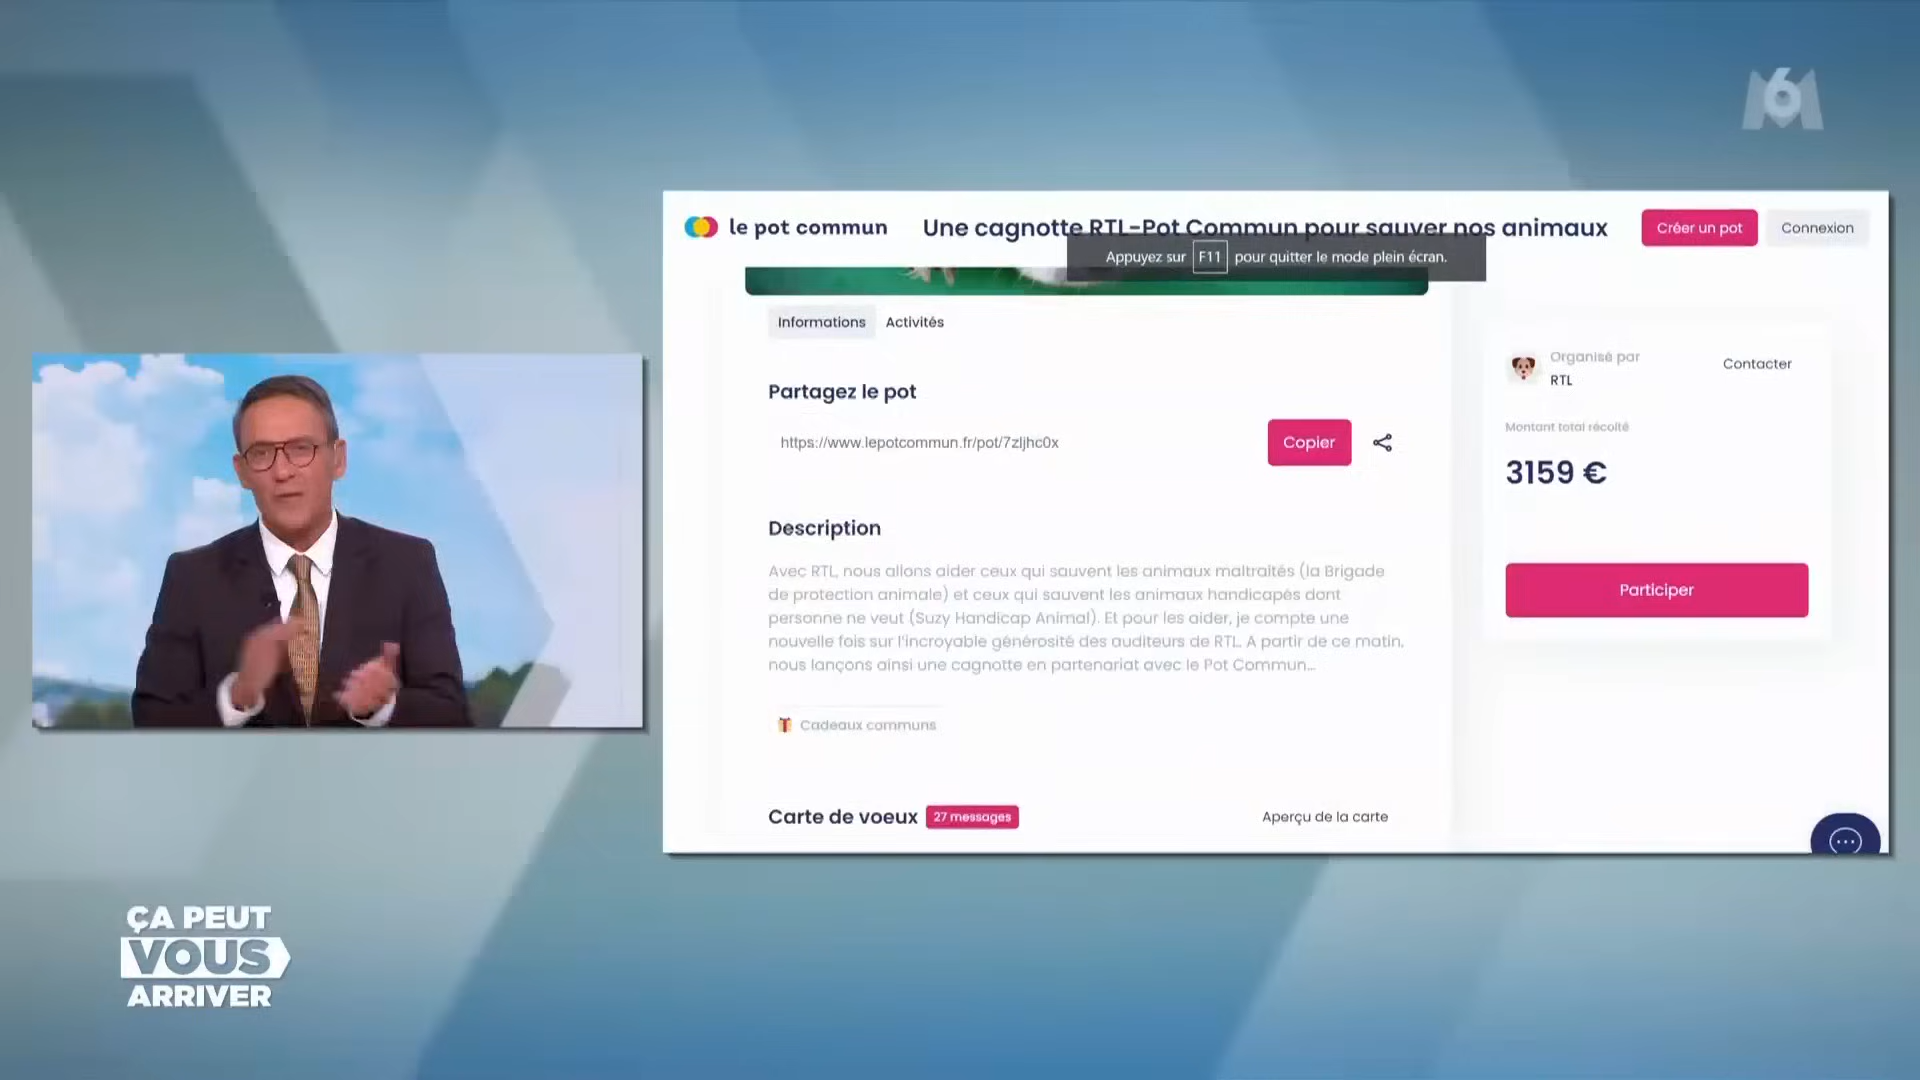 M6
le pot commun
Une cagnotte RTL-Pot Commun pour sauver nos animaux
Créer un pot
Connexion
Appuyez sur F11 pour quitter le mode plein écran.
Informations
Activités
Partagez le pot
https://www.lepotcommun.fr/pot/7zljhc0x
Copier
Description
Avec RTL, nous allons aider ceux qui sauvent les animaux maltraités (la Brigade
de protection animale) et ceux qui sauvent les animaux handicapés dont
personne ne veut (Suzy Handicap Animal). Et pour les aider, je compte une
nouvelle fois sur l'incroyable générosité des auditeurs de RTL. A partir de ce matin,
nous lançons ainsi une cagnotte en partenariat avec le Pot Commun...
Cadeaux communs
Carte de voeux
27 messages
Aperçu de la carte
Organisé par
RTL
Contacter
Montant total récolté
3159 €
Participer
ÇA PEUT
VOUS
ARRIVER